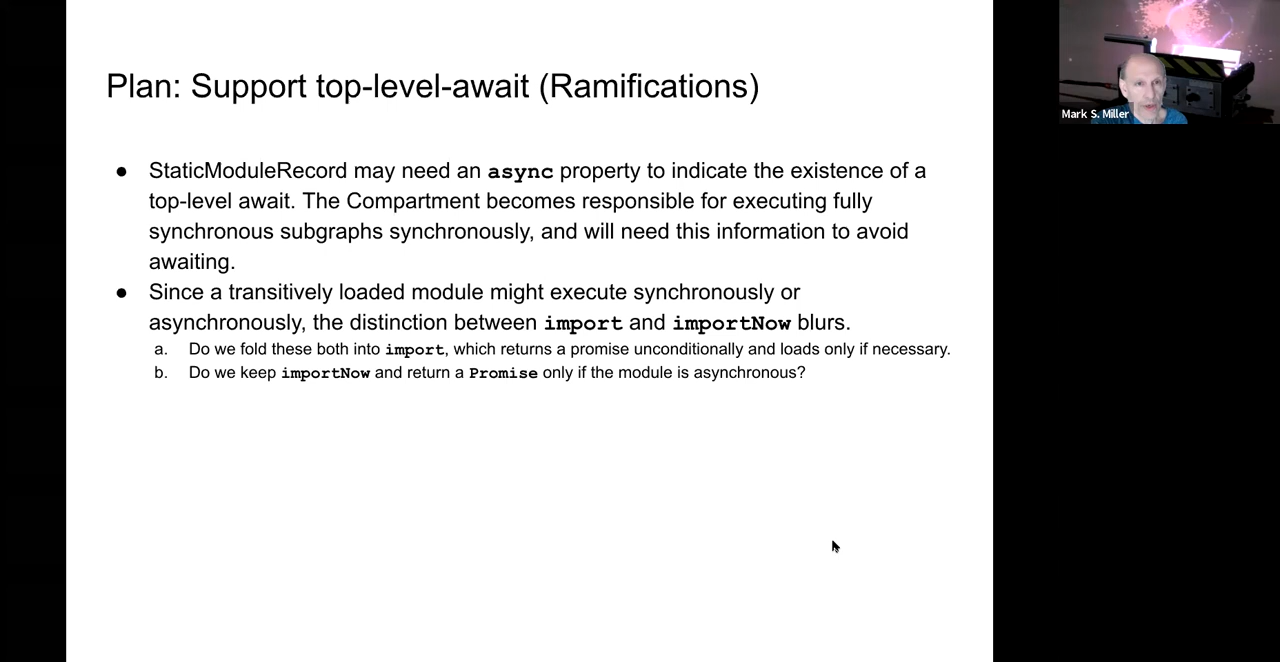 Plan: Support top-level-await (Ramifications)
Mark S. Miller
● StaticModuleRecord may need an async property to indicate the existence of a
top-level await. The Compartment becomes responsible for executing fully
synchronous subgraphs synchronously, and will need this information to avoid
awaiting.
● Since a transitively loaded module might execute synchronously or
asynchronously, the distinction between import and importNow blurs.
a. Do we fold these both into import, which returns a promise unconditionally and loads only if necessary.
b. Do we keep importNow and return a Promise only if the module is asynchronous?